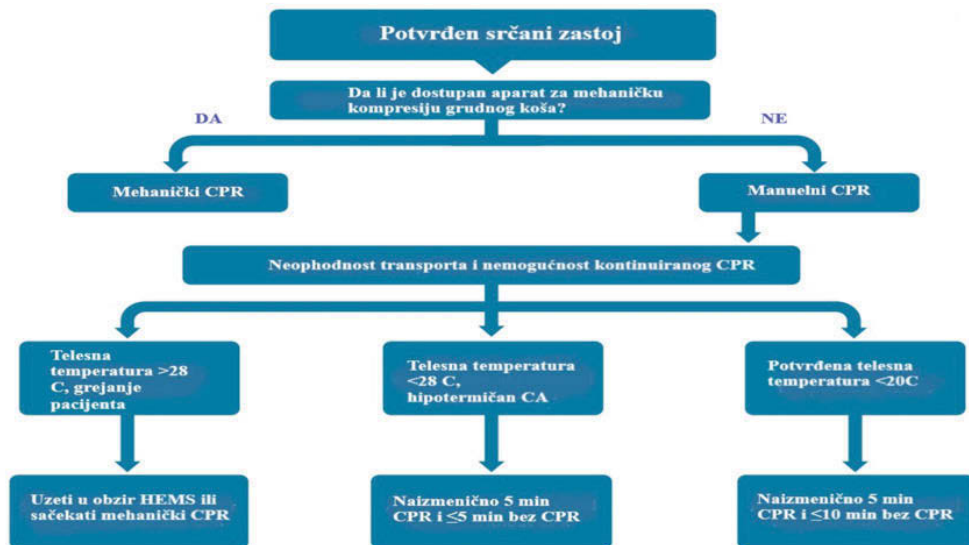 Potvrđen srčani zastoj
Da li je dostupan aparat za mehaničku
kompresiju grudnog koša?
DA
NE
Mehanički CPR
Manuelni CPR
Neophodnost transporta i nemogućnost kontinuiranog CPR
Telesna
temperatura >28
C, grejanje
pacijenta
Telesna temperatura
<28 C,
hipotermičan CA
Potvrđena telesna
temperatura <20C
Uzeti u obzir HEMS ili
sačekati mehanički CPR
Naizmenično 5 min
CPR i ≤5 min bez CPR
Naizmenično 5 min
CPR i ≤10 min bez CPR